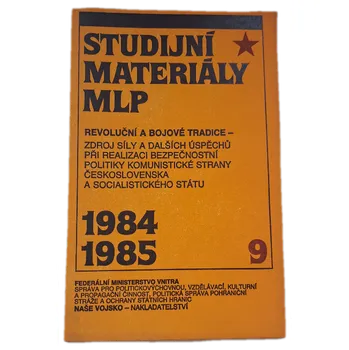 STUDIJNÍ
MATERIÁLY
MLP
REVOLUČNÍ A BOJOVÉ TRADICE –
ZDROJ SÍLY A DALŠÍCH ÚSPĚCHŮ
PŘI REALIZACI BEZPEČNOSTNÍ
POLITIKY KOMUNISTICKÉ STRANY
ČESKOSLOVENSKA
A SOCIALISTICKÉHO STÁTU
1984
1985 9
FEDERÁLNÍ MINISTERSTVO VNITRA
SPRÁVA PRO POLITICKOVÝCHOVNOU, VZDĚLÁVACÍ, KULTURNÍ
A PROPAGAČNÍ ČINNOST, POLITICKÁ SPRÁVA POHRANIČNÍ
STRÁŽE A OCHRANY STÁTNÍCH HRANIC
NAŠE VOJSKO – NAKLADATELSTVÍ